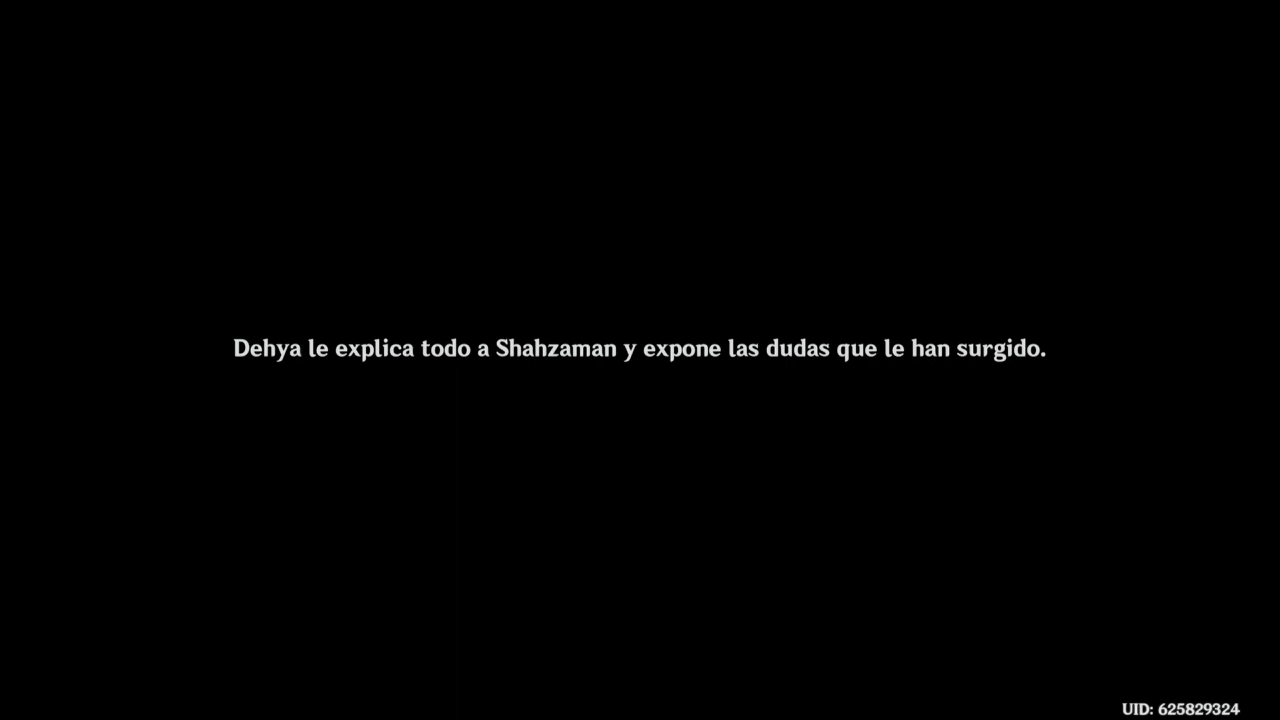 Dehya le explica todo a Shahzaman y expone las dudas que le han surgido.
UID: 625829324